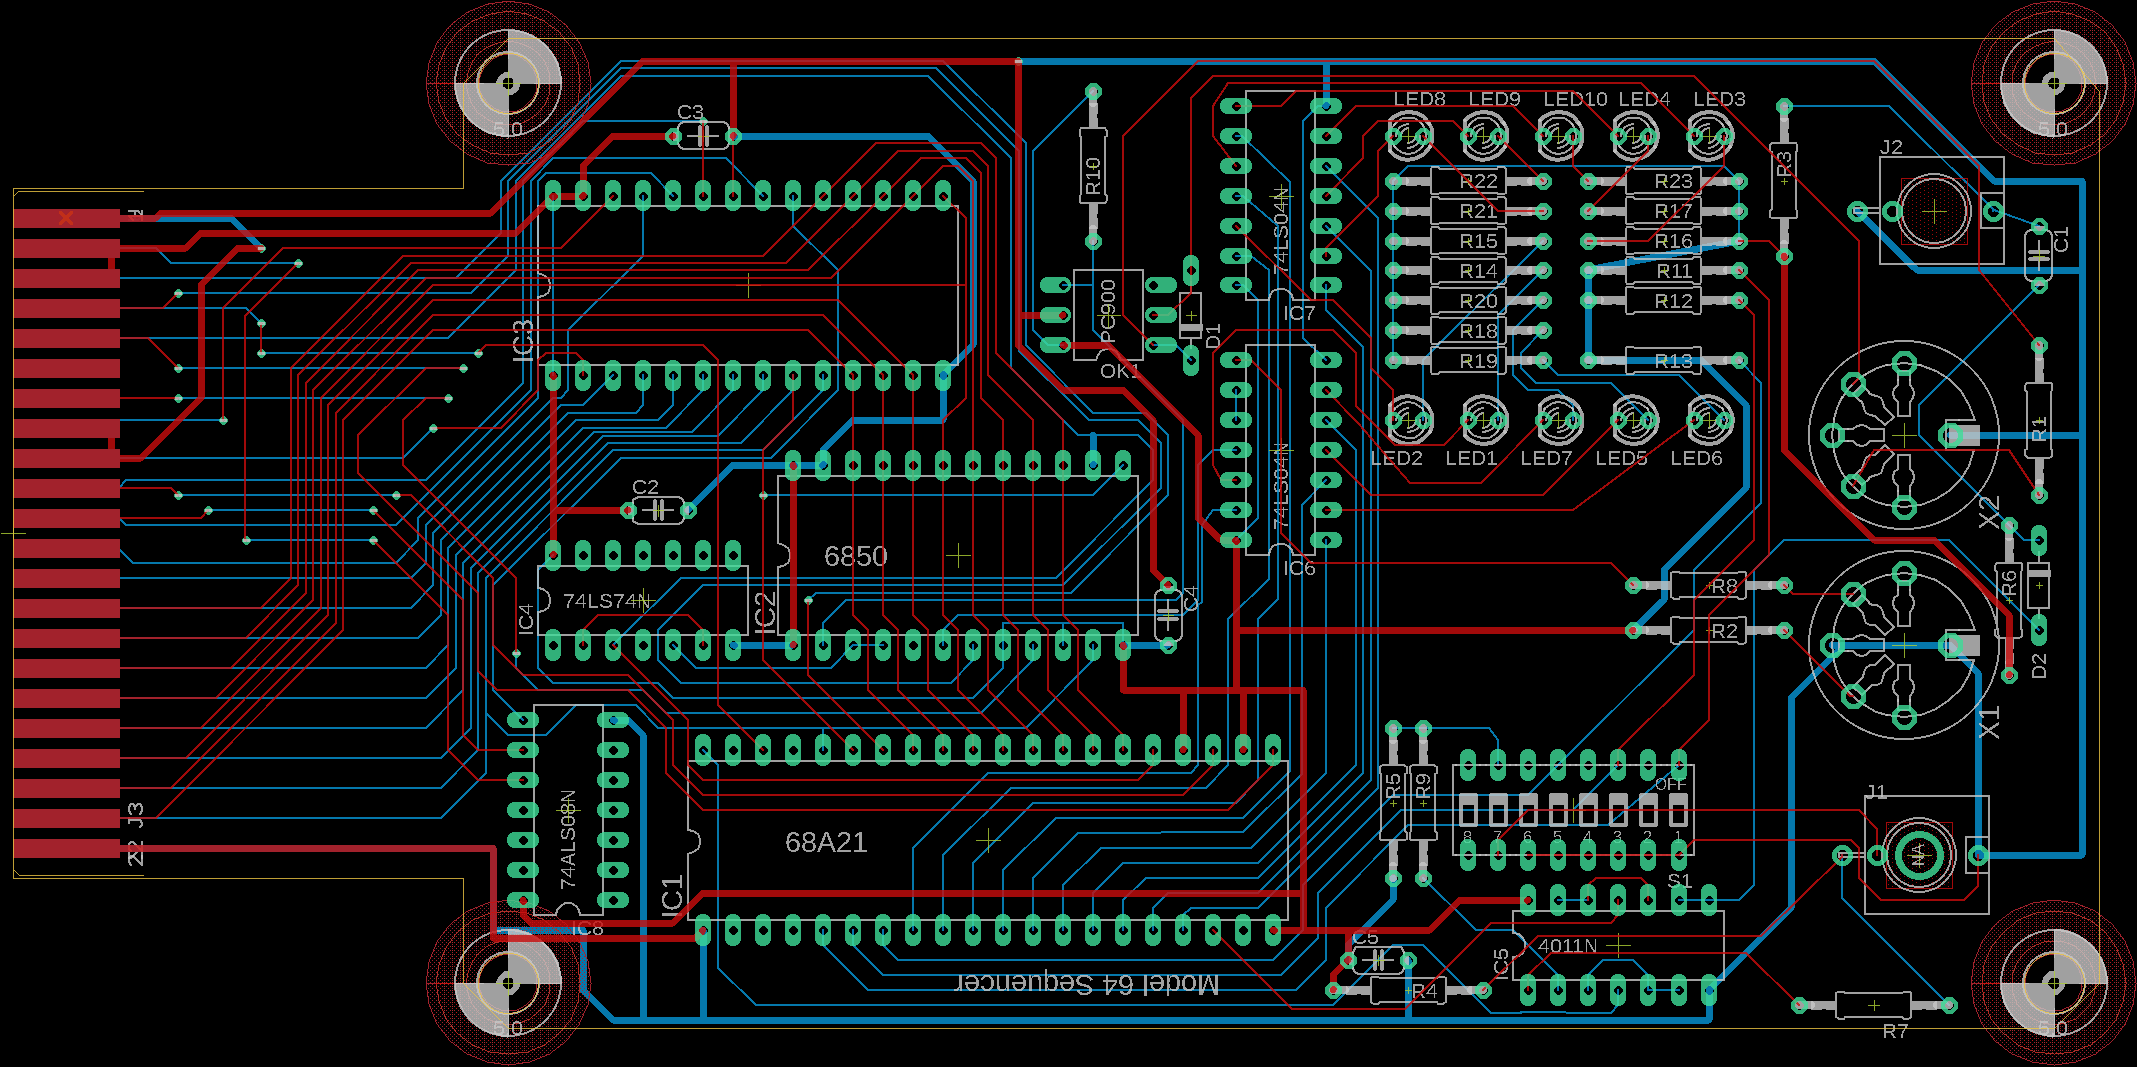 5,0
5,0
C3
LED8
LED9
LED10
LED4
LED3
R10
R3
J2
R22
R23
R21
R17
R15
R16
R14
R11
R20
R12
R18
R19
R13
C1
74LS04N
IC7
PC900
OK1
D1
IC3
LED2
LED1
LED7
LED5
LED6
R1
X2
C2
6850
IC2
74LS04N
IC6
74LS74N
IC4
C4
R8
R2
R6
D2
X1
J3
22
74ALS08N
IC8
68A21
IC1
R5
R9
OFF
8 7 6 5 4 3 2 1
S1
J1
4011N
IC5
C5
R4
R7
Model 64 Sequencer
5,0
5,0